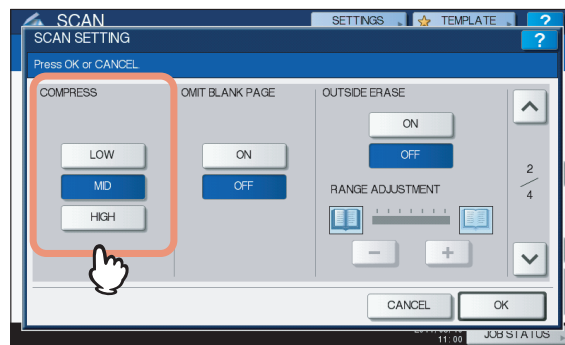 SCAN
SETTINGS
TEMPLATE
?
SCAN SETTING
?
Press OK or CANCEL
COMPRESS
LOW
MID
HIGH
OMIT BLANK PAGE
ON
OFF
OUTSIDE ERASE
ON
OFF
RANGE ADJUSTMENT
-
+
2
4
CANCEL
OK
11:00
JOB STATUS